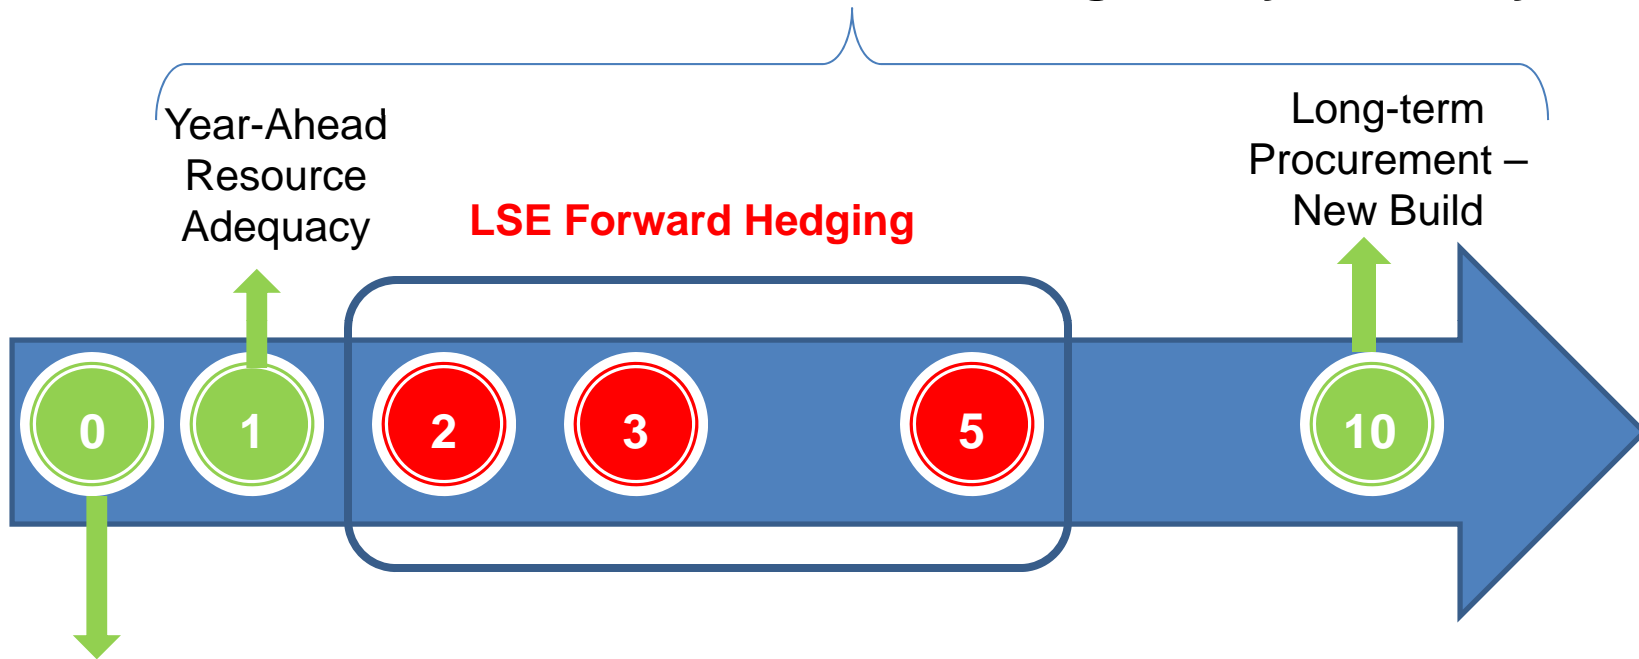 Year-Ahead
Resource
Adequacy
LSE Forward Hedging
Long-term
Procurement –
New Build
0
1
2
3
5
10